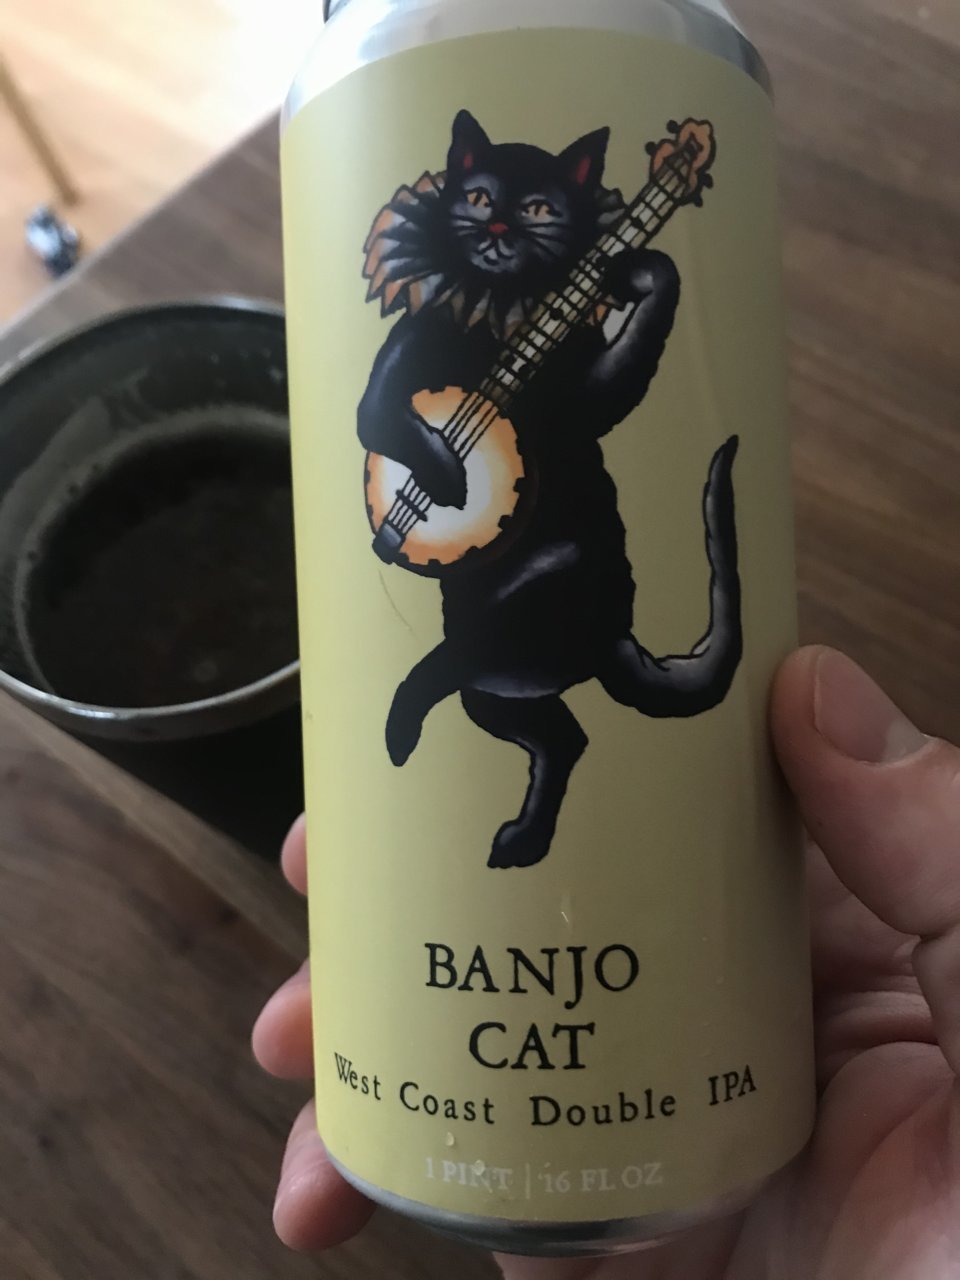 BANJO
CAT
West Coast Double IPA
1 PINT | 16 FL OZ